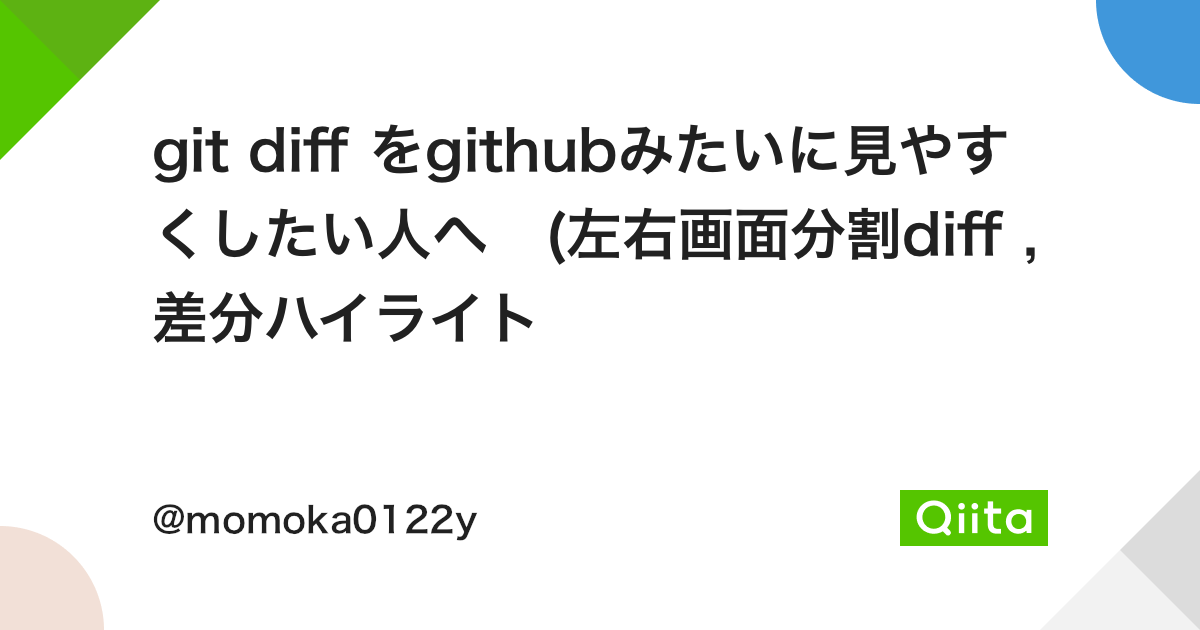 git diff をgithubみたいに見やす
くしたい人へ　(左右画面分割diff ,
差分ハイライト
@momoka0122y
Qiita